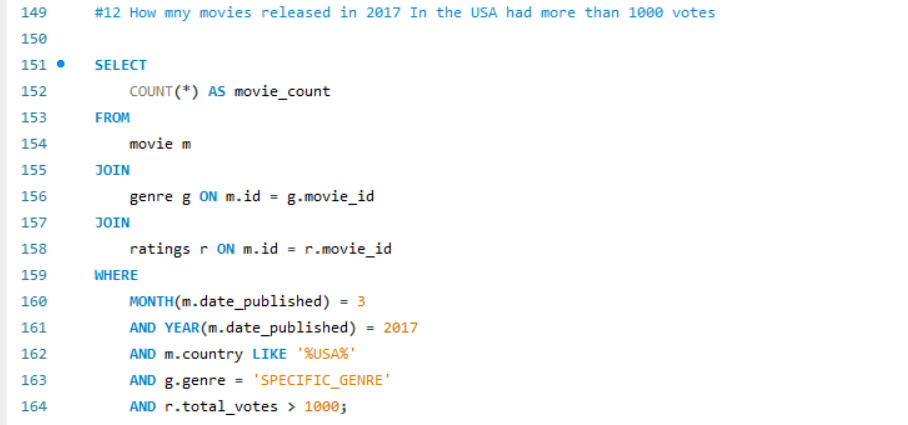 149 #12 How mny movies released in 2017 In the USA had more than 1000 votes
150
151 SELECT
152 COUNT(*) AS movie_count
153 FROM
154 movie m
155 JOIN
156 genre g ON m.id = g.movie_id
157 JOIN
158 ratings r ON m.id = r.movie_id
159 WHERE
160 MONTH(m.date_published) = 3
161 AND YEAR(m.date_published) = 2017
162 AND m.country LIKE '%USA%'
163 AND g.genre = 'SPECIFIC_GENRE'
164 AND r.total_votes > 1000;